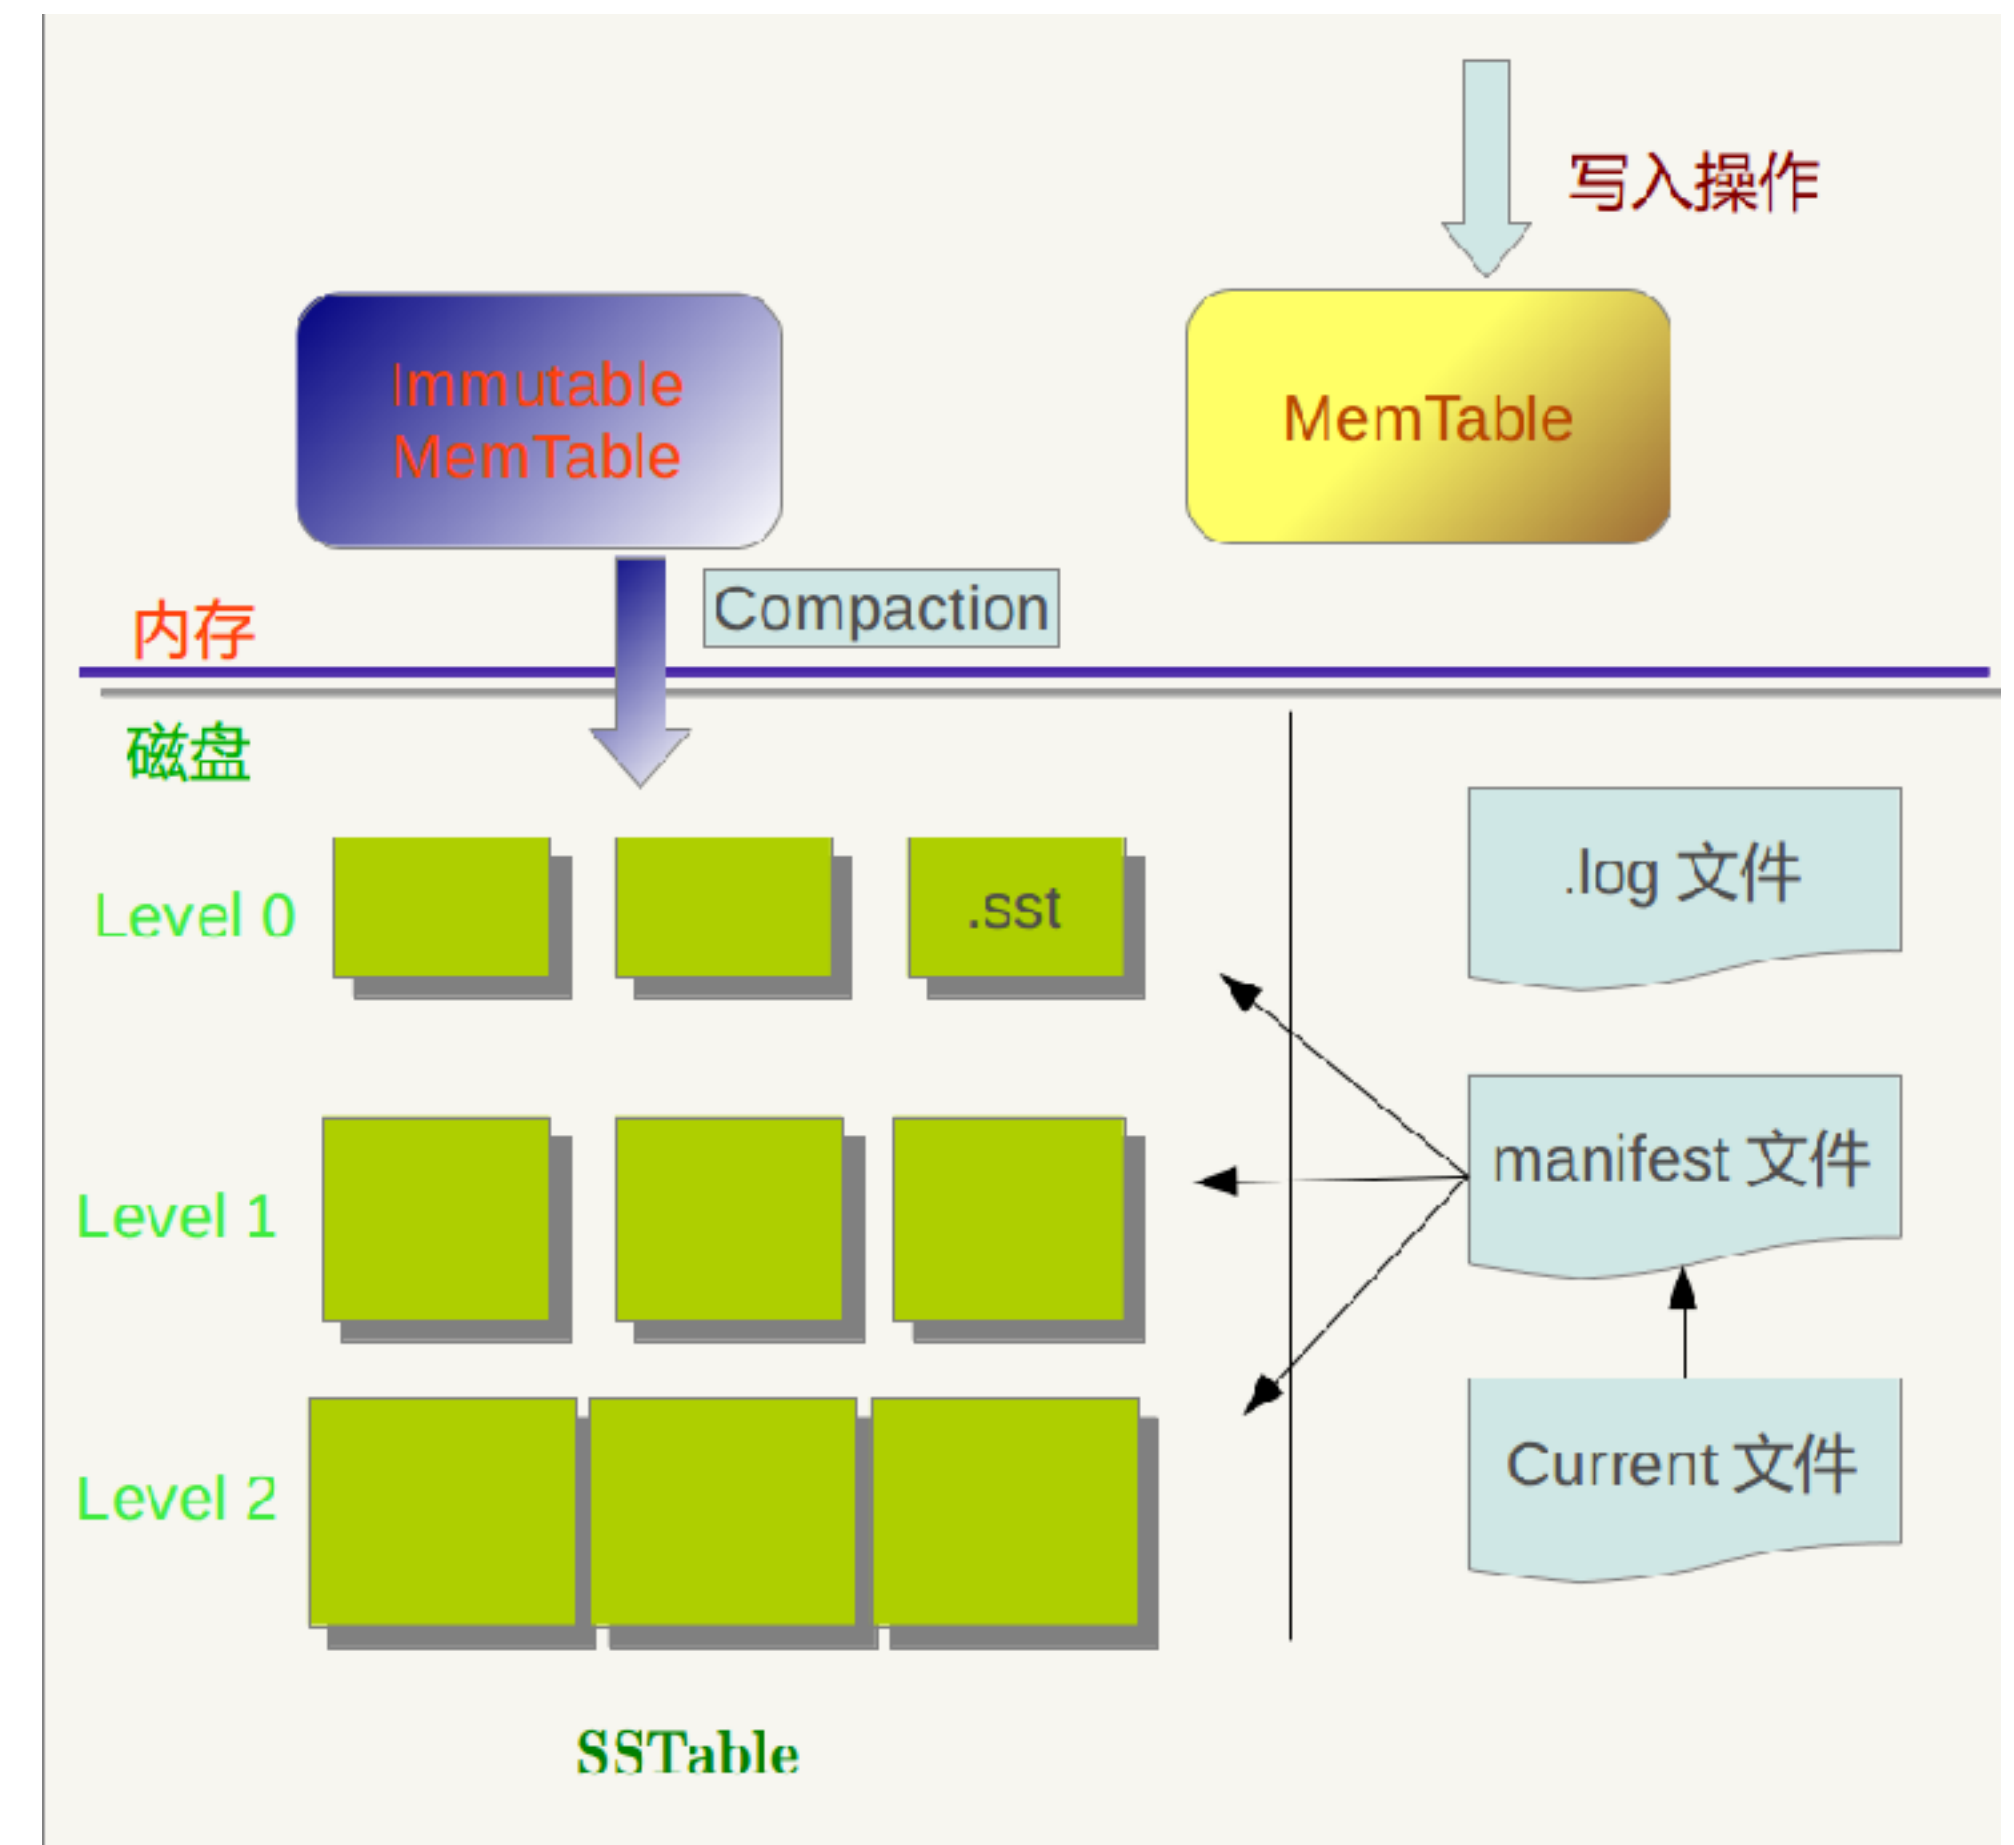 写入操作
Immutable
MemTable
MemTable
Compaction
内存
磁盘
Level 0
.sst
.log 文件
Level 1
manifest 文件
Level 2
Current 文件
SSTable